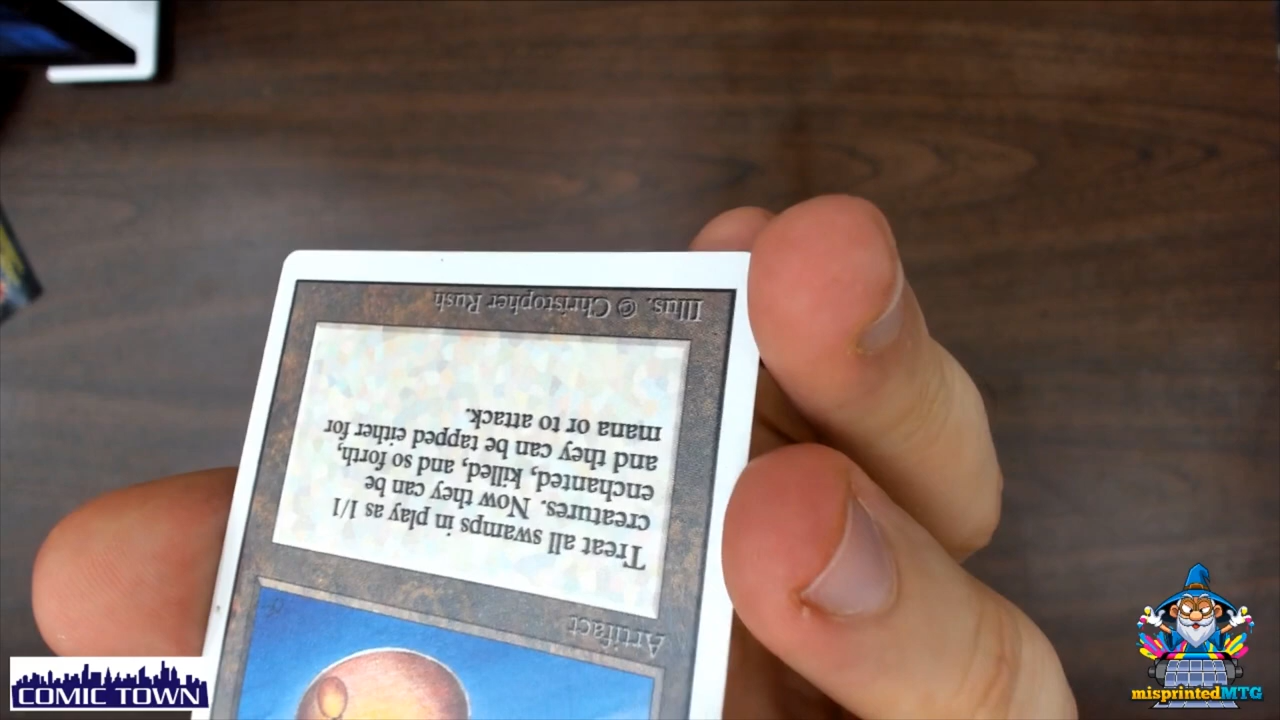 Artifact
Treat all swamps in play as 1/1
creatures. Now they can be
enchanted, killed, and so forth,
and they can be tapped either for
mana or to attack.
Illus. © Christopher Rush
COMIC TOWN
misprintedMTG